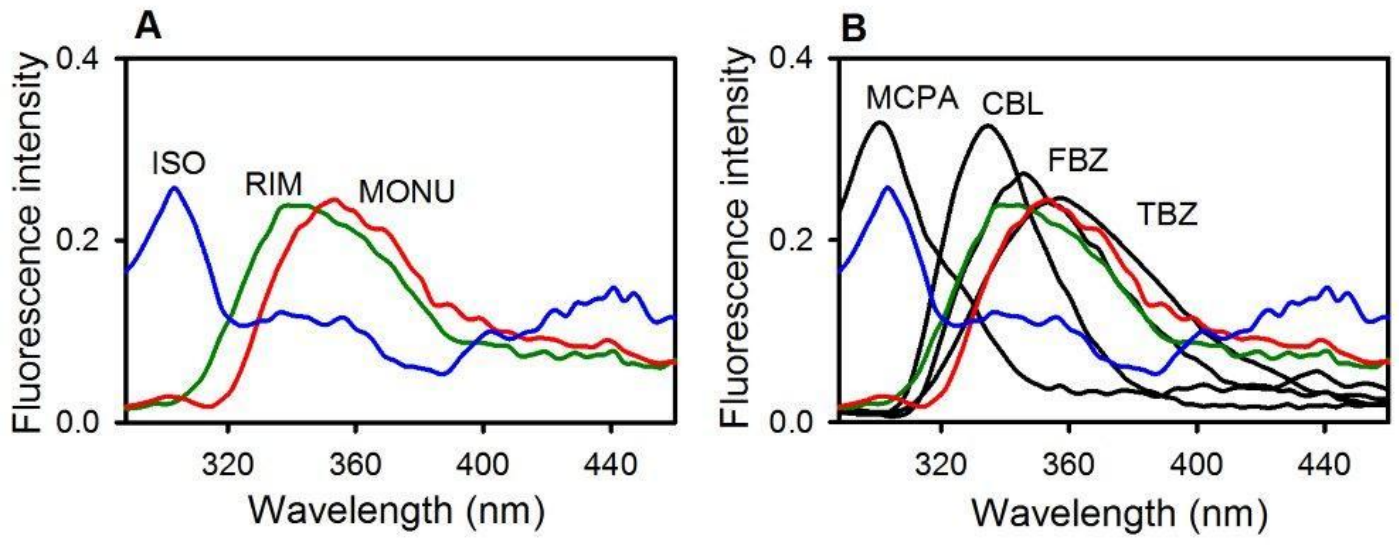 A
Fluorescence intensity
0.4
0.2
0.0
ISO
RIM
MONU
320
360
400
440
Wavelength (nm)
B
Fluorescence intensity
0.4
0.2
0.0
MCPA
CBL
FBZ
TBZ
320
360
400
440
Wavelength (nm)